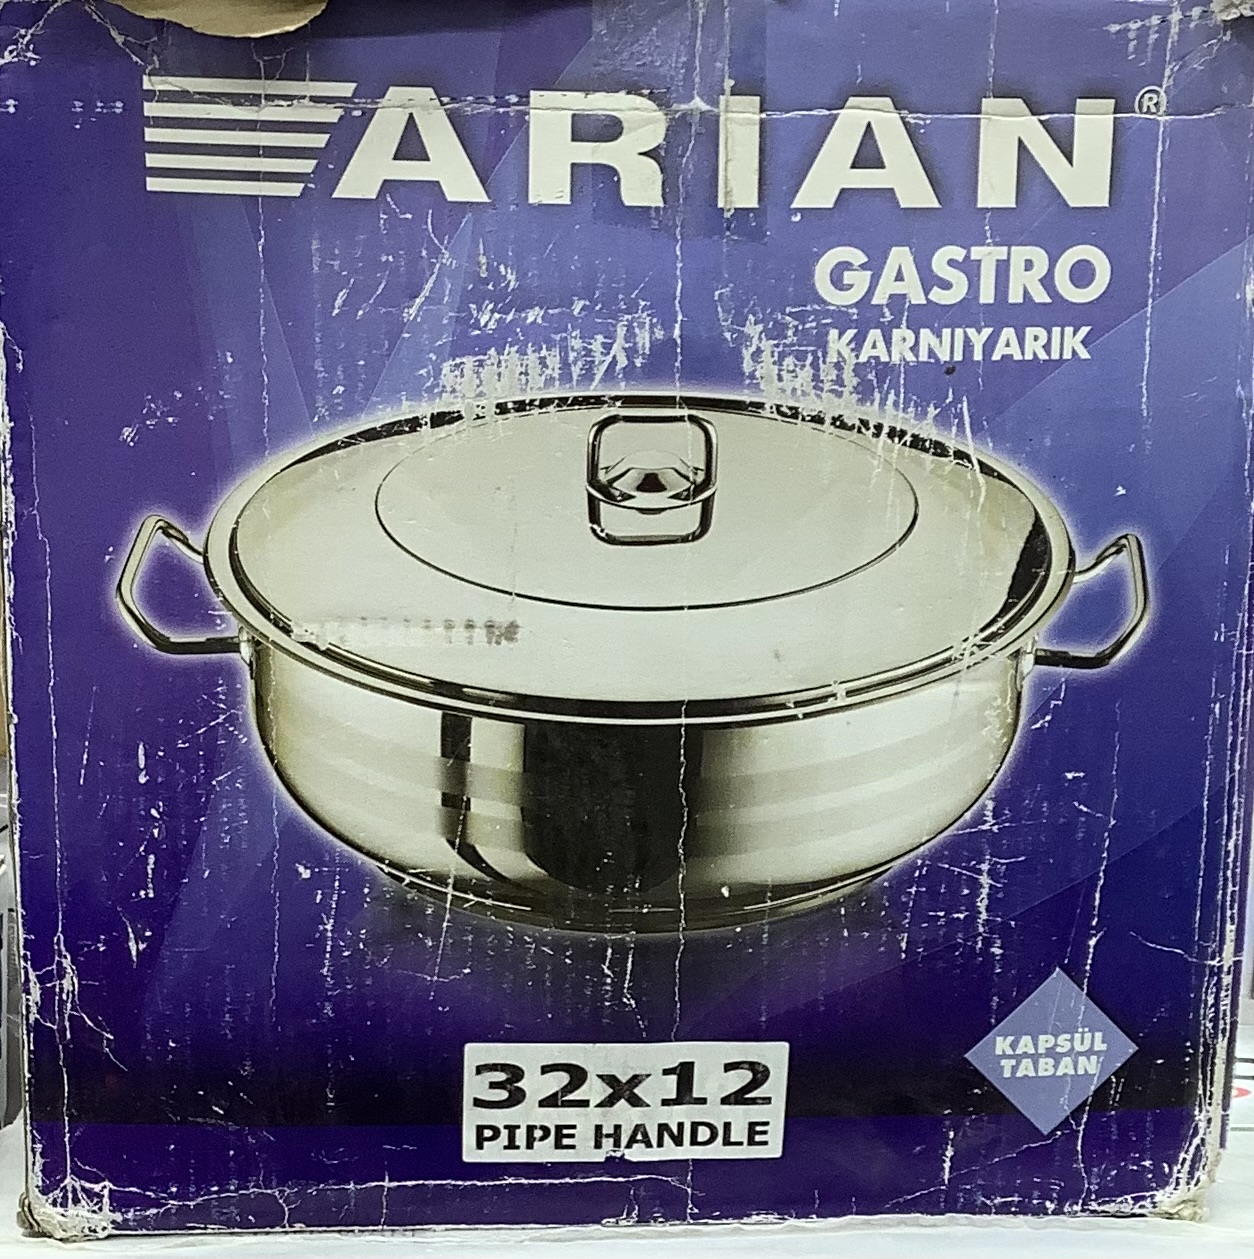 ARIAN®
GASTRO
KARNIYARIK
KAPSÜL
TABAN
32x12
PIPE HANDLE